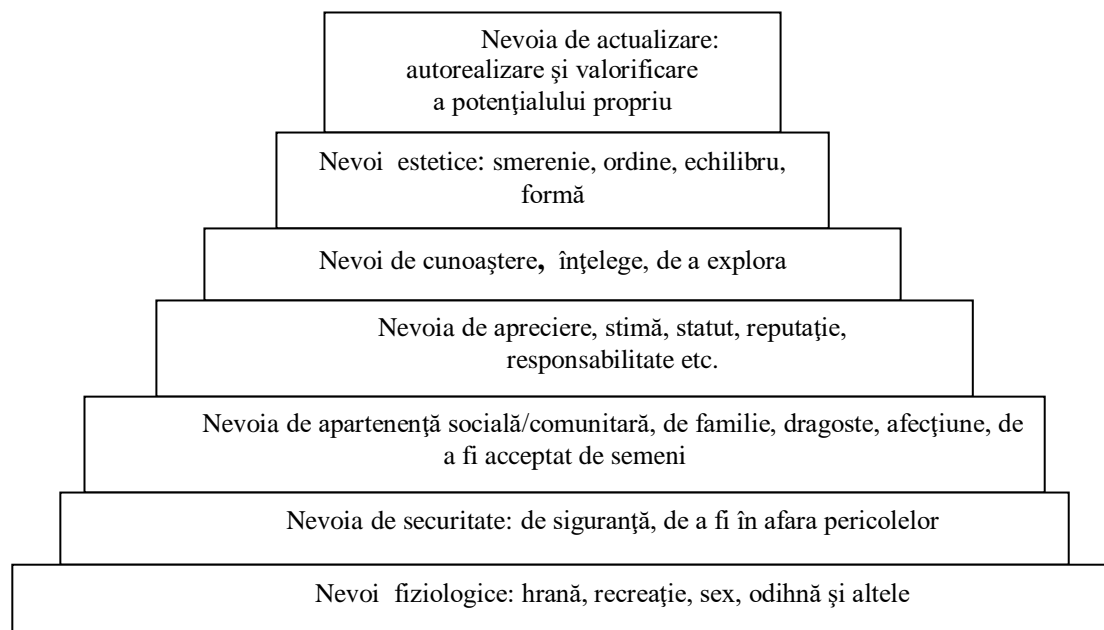 Nevoia de actualizare:
autorealizare şi valorificare
a potenţialului propriu
Nevoi estetice: smerenie, ordine, echilibru,
formă
Nevoi de cunoaştere, înţelege, de a explora
Nevoia de apreciere, stimă, statut, reputaţie,
responsabilitate etc.
Nevoia de apartenenţă socială/comunitară, de familie, dragoste, afecţiune, de
a fi acceptat de semeni
Nevoia de securitate: de siguranţă, de a fi în afara pericolelor
Nevoi fiziologice: hrană, recreaţie, sex, odihnă şi altele